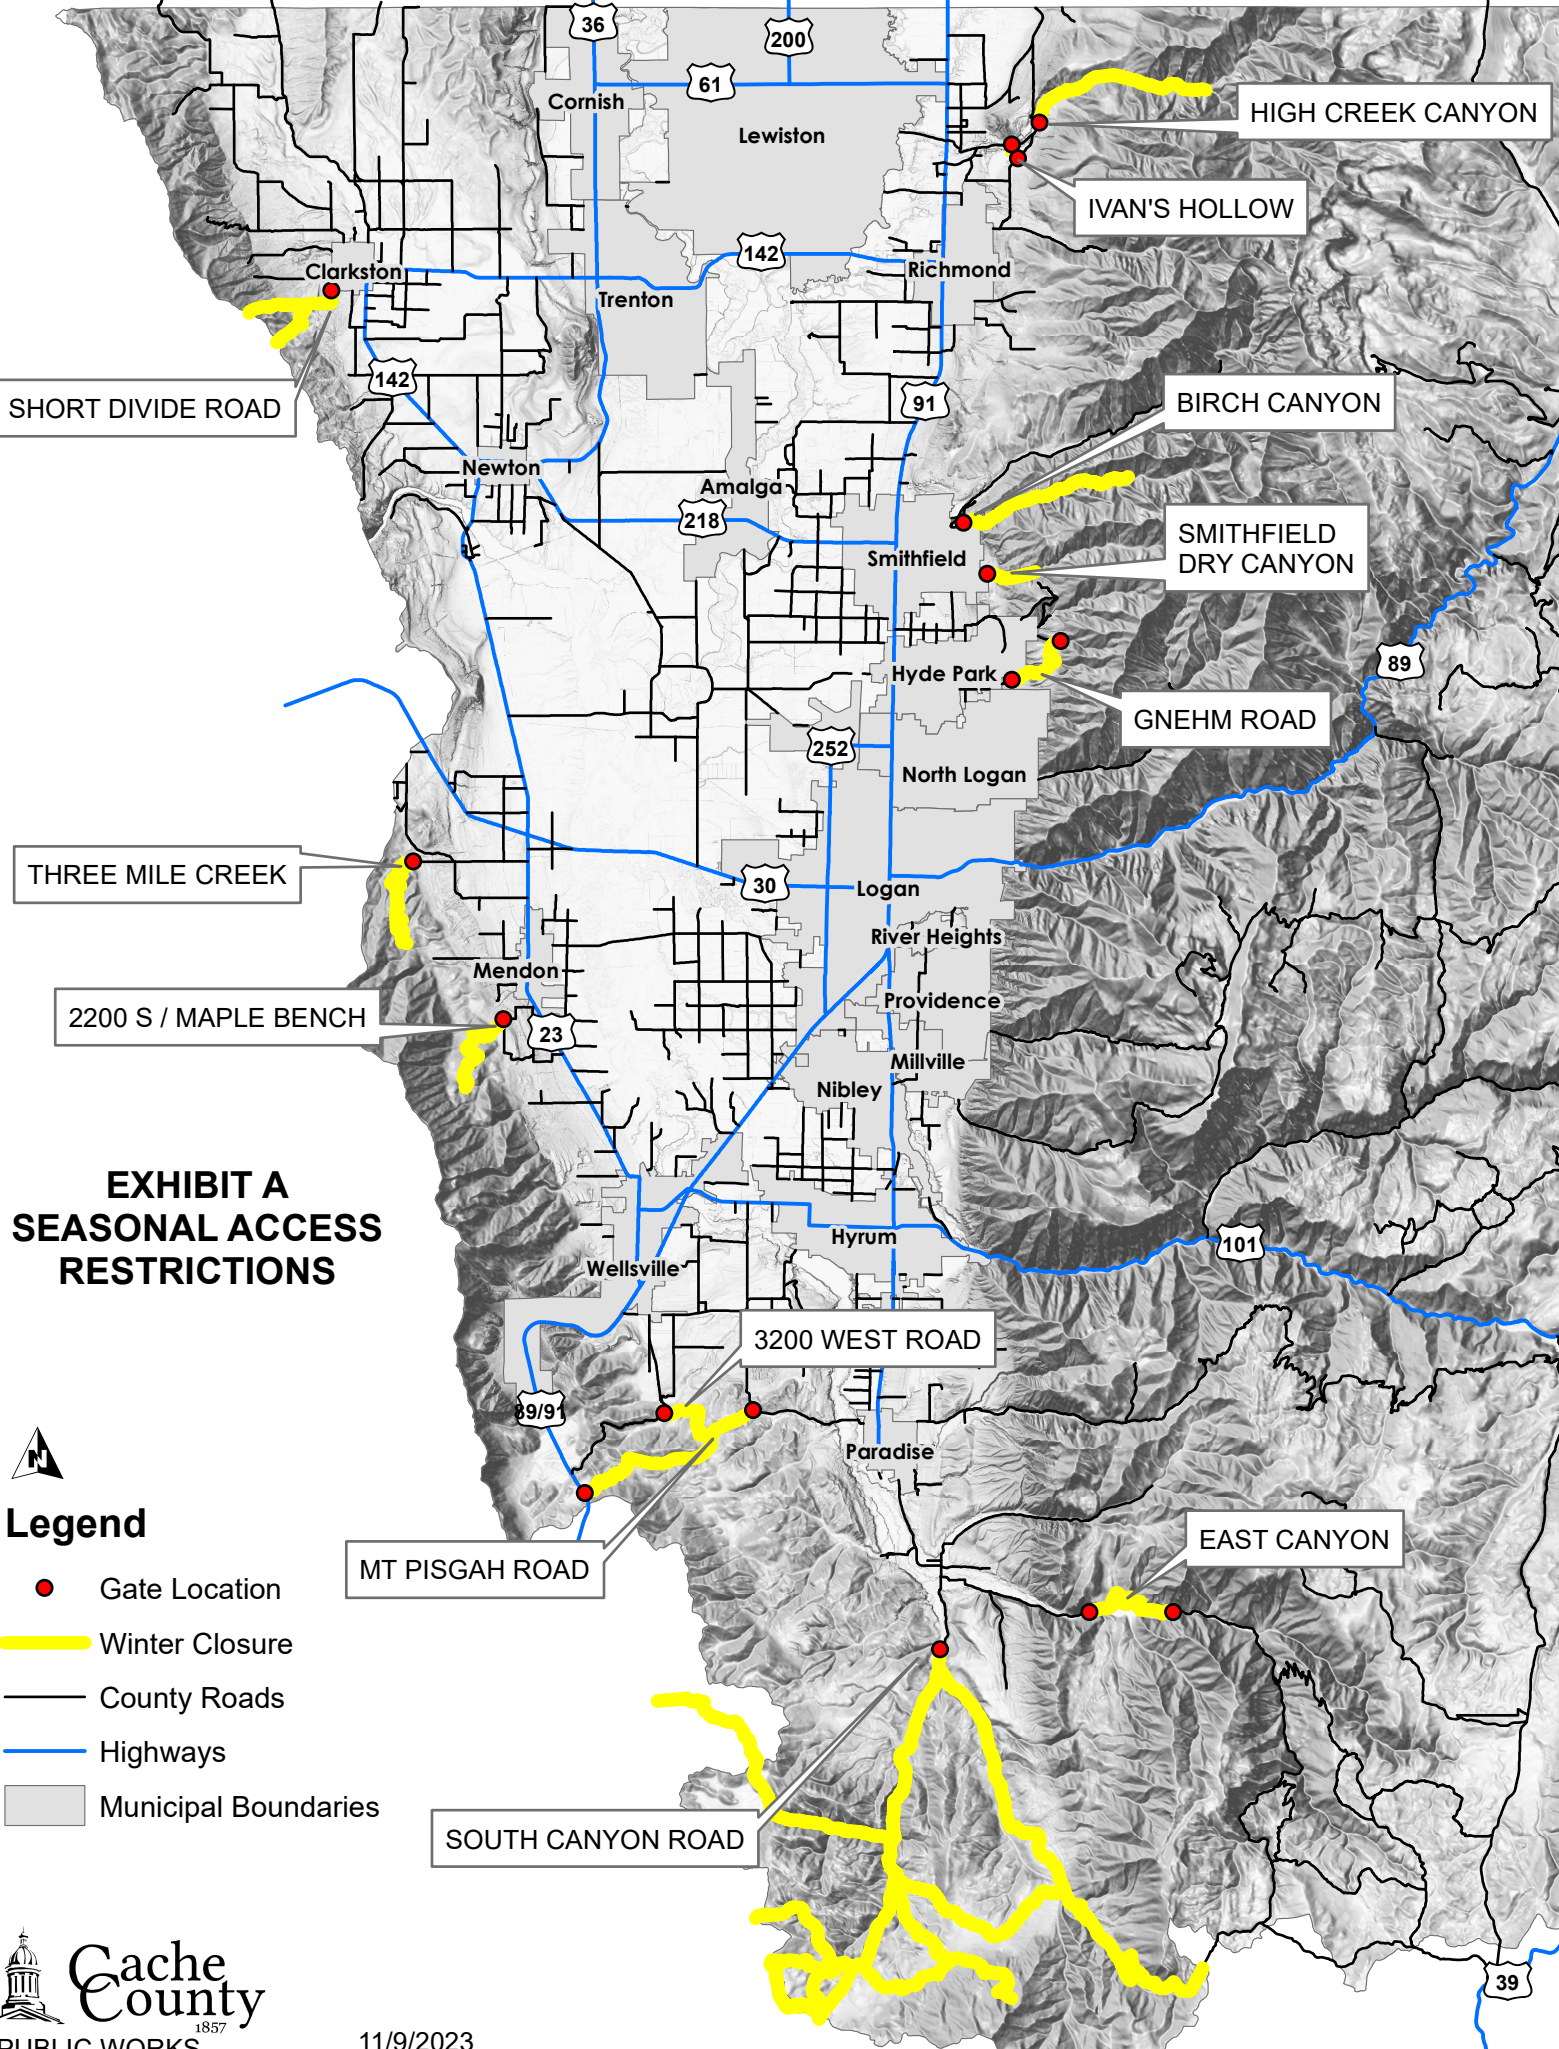 36
200
61
Cornish
Lewiston
HIGH CREEK CANYON
IVAN'S HOLLOW
142
Clarkston
Richmond
Trenton
142
SHORT DIVIDE ROAD
91
BIRCH CANYON
Newton
Amalga
218
SMITHFIELD
DRY CANYON
Smithfield
89
Hyde Park
GNEHM ROAD
252
North Logan
THREE MILE CREEK
30
Logan
River Heights
Mendon
Providence
2200 S / MAPLE BENCH
23
Millville
Nibley
EXHIBIT A
SEASONAL ACCESS
RESTRICTIONS
Hyrum
101
Wellsville
3200 WEST ROAD
89/91
Paradise
N
Legend
EAST CANYON
MT PISGAH ROAD
Gate Location
Winter Closure
County Roads
Highways
Municipal Boundaries
SOUTH CANYON ROAD
Cache
County
1857
PUBLIC WORKS
11/9/2023
39